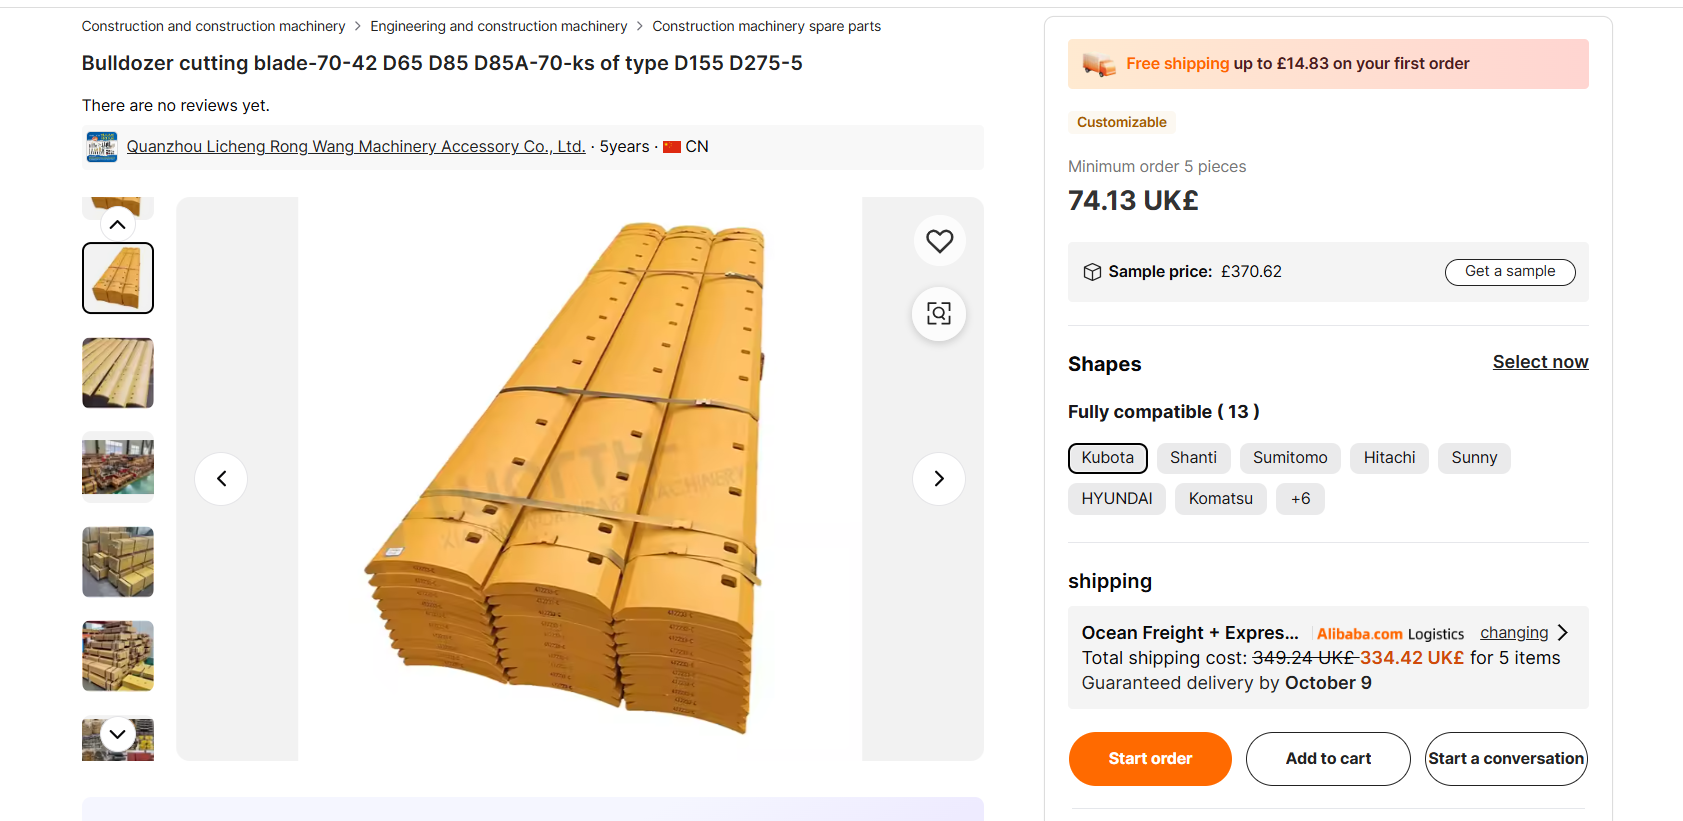 Construction and construction machinery > Engineering and construction machinery > Construction machinery spare parts
Bulldozer cutting blade-70-42 D65 D85 D85A-70-ks of type D155 D275-5
There are no reviews yet.
Quanzhou Licheng Rong Wang Machinery Accessory Co., Ltd. · 5years · CN
Free shipping up to £14.83 on your first order
Customizable
Minimum order 5 pieces
74.13 UK£
Sample price: £370.62
Get a sample
Shapes
Select now
Fully compatible ( 13 )
Kubota
Shanti
Sumitomo
Hitachi
Sunny
HYUNDAI
Komatsu
+6
shipping
Ocean Freight + Expres... Alibaba.com Logistics changing
Total shipping cost: 349.24 UK£ 334.42 UK£ for 5 items
Guaranteed delivery by October 9
Start order
Add to cart
Start a conversation